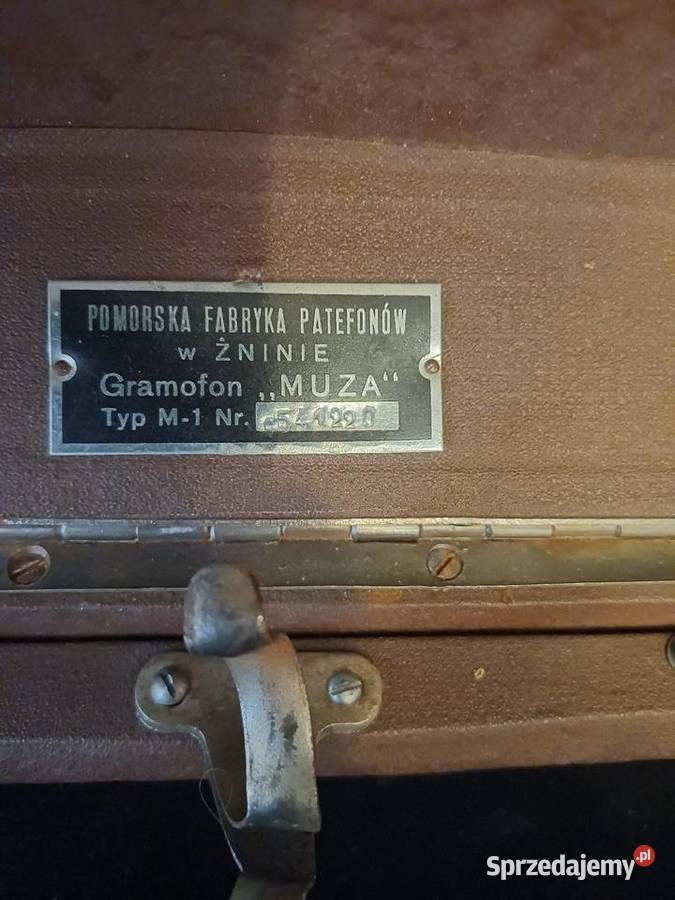 POMORSKA FABRYKA PATEFONÓW
w ŻNINIE
Gramofon „MUZA“
Typ M-1 Nr.
Sprzedajemy.pl